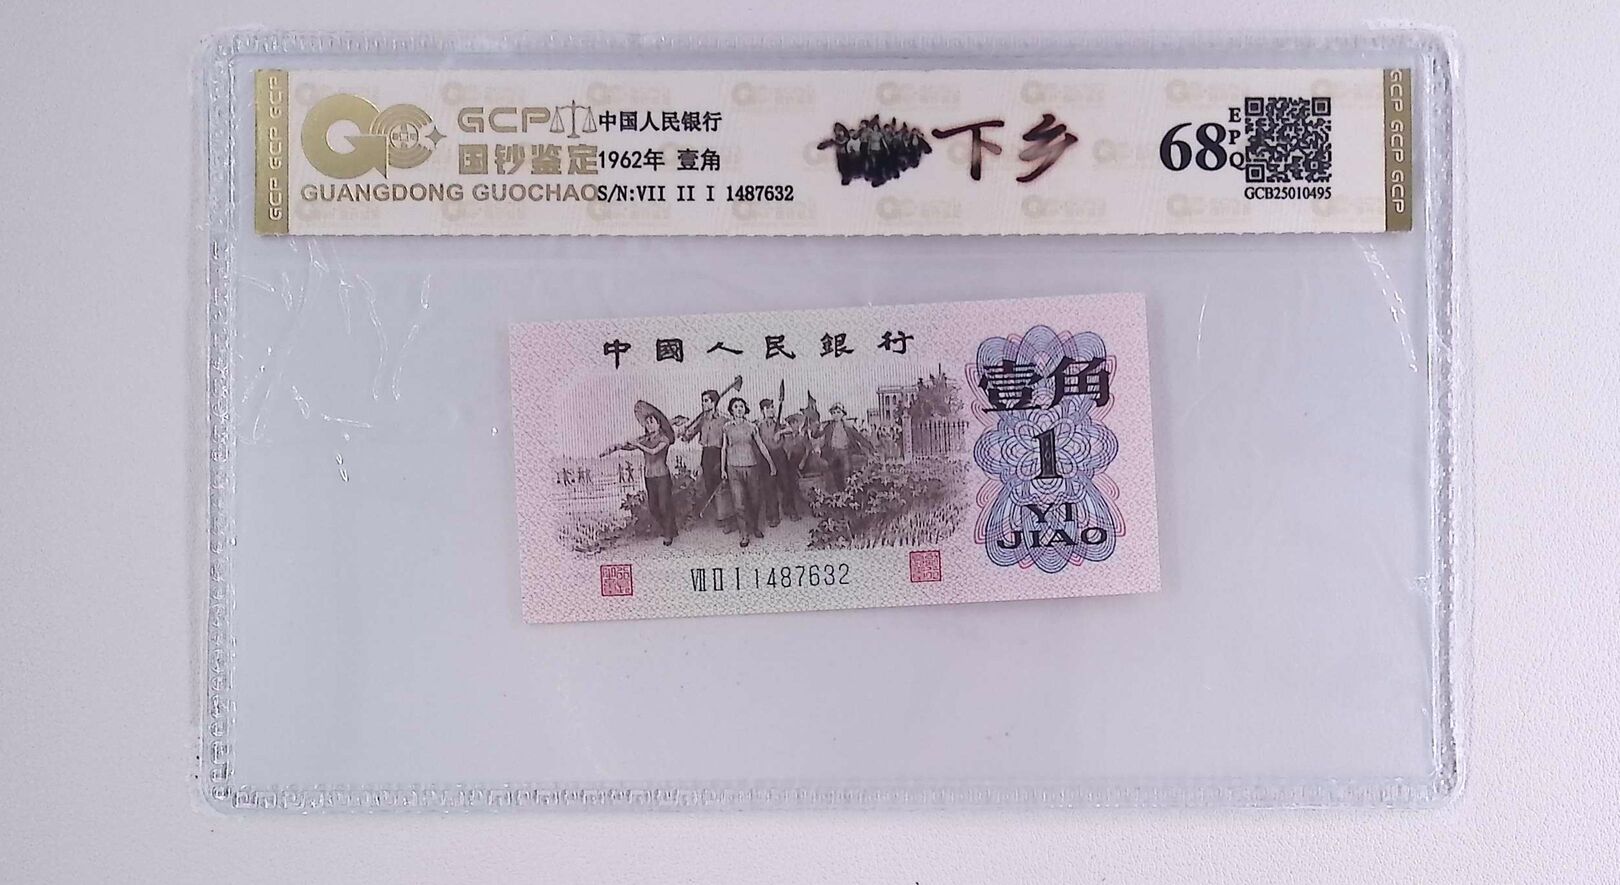 GCP
国钞鉴定
GUANGDONG GUOCHAO
中国人民银行
1962年 壹角
S/N:VII II I 1487632
下乡
68
EPQ
GCB25010495
GCP GCP GCP
GCP GCP GCP
中國人民銀行
壹角
1
YI
JIAO
Ⅶ Ⅱ Ⅰ 1487632